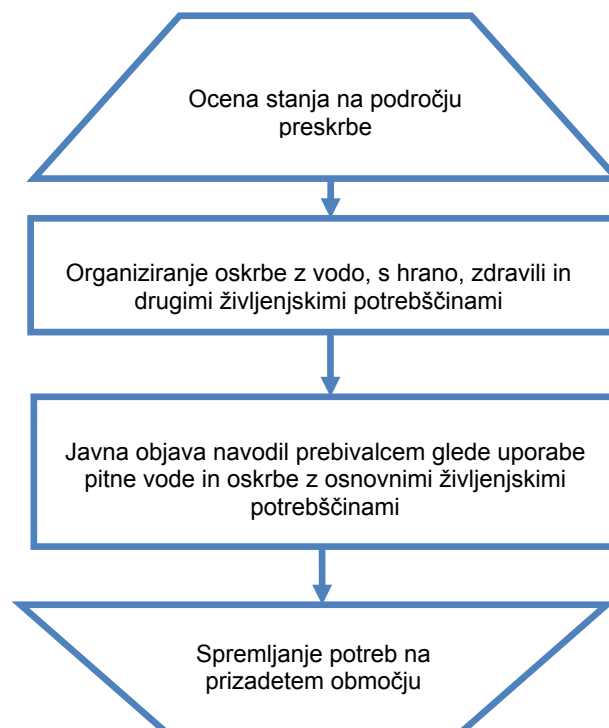 Ocena stanja na področju
preskrbe
Organiziranje oskrbe z vodo, s hrano, zdravili in
drugimi življenjskimi potrebščinami
Javna objava navodil prebivalcem glede uporabe
pitne vode in oskrbe z osnovnimi življenjskimi
potrebščinami
Spremljanje potreb na
prizadetem območju